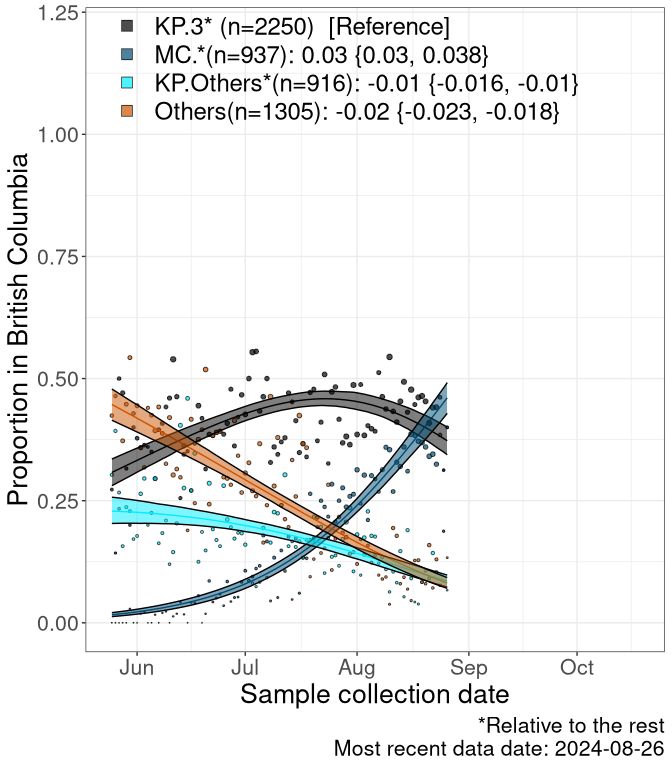 1.25
KP.3* (n=2250)  [Reference]
MC.*(n=937): 0.03 {0.03, 0.038}
KP.Others*(n=916): -0.01 {-0.016, -0.01}
Others(n=1305): -0.02 {-0.023, -0.018}
1.00
0.75
0.50
0.25
0.00
Proportion in British Columbia
Jun Jul Aug Sep Oct
Sample collection date
*Relative to the rest
Most recent data date: 2024-08-26